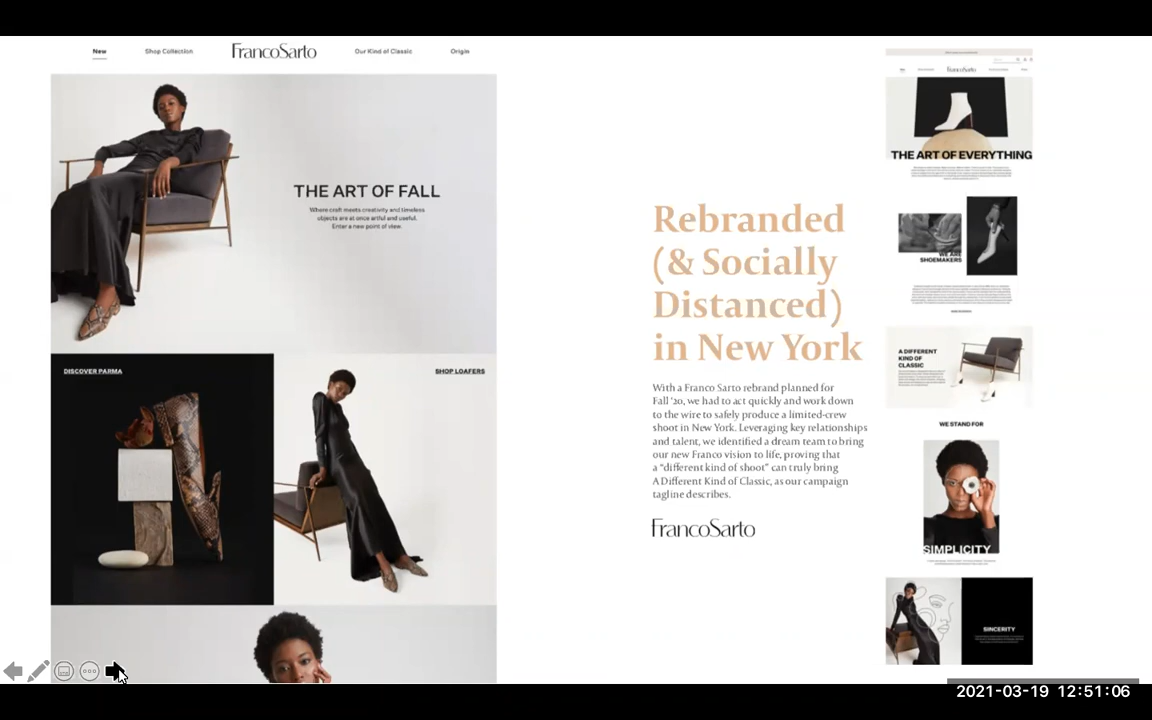 New
Shop Collection
FrancoSarto
Our Kind of Classic
Origin
THE ART OF FALL
Where craft meets creativity and timeless
objects are at once artful and useful.
Enter a new point of view.
DISCOVER PARMA
SHOP LOAFERS
Rebranded
(& Socially
Distanced)
in New York
With a Franco Sarto rebrand planned for
Fall '20, we had to act quickly and work down
to the wire to safely produce a limited-crew
shoot in New York. Leveraging key relationships
and talent, we identified a dream team to bring
our new Franco vision to life, proving that
a "different kind of shoot" can truly bring
A Different Kind of Classic, as our campaign
tagline describes.
FrancoSarto
FrancoSarto
THE ART OF EVERYTHING
WE ARE
SHOEMAKERS
A DIFFERENT
KIND OF
CLASSIC
WE STAND FOR
SIMPLICITY
SINCERITY
2021-03-19 12:51:06